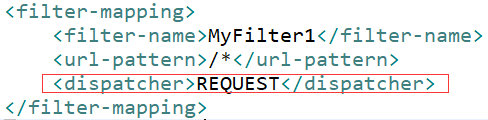 <filter-mapping>
<filter-name>MyFilter1</filter-name>
<url-pattern>/*</url-pattern>
<dispatcher>REQUEST</dispatcher>
</filter-mapping>